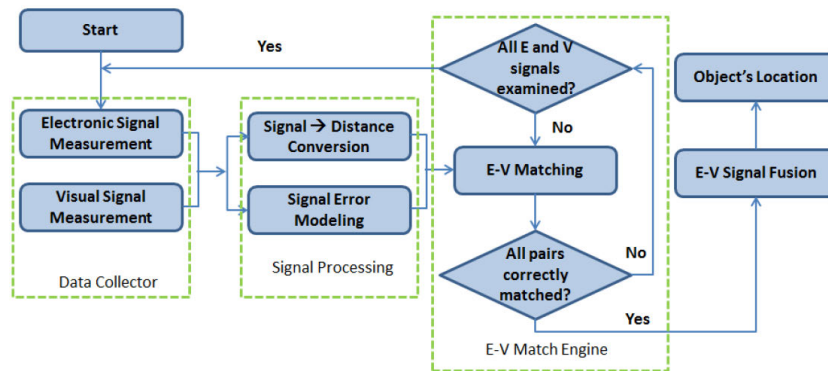 Start
Yes
All E and V
signals
examined?
Object's Location
Electronic Signal
Measurement
Signal → Distance
Conversion
No
E-V Matching
E-V Signal Fusion
Visual Signal
Measurement
Signal Error
Modeling
All pairs
correctly
matched?
No
Data Collector
Signal Processing
Yes
E-V Match Engine